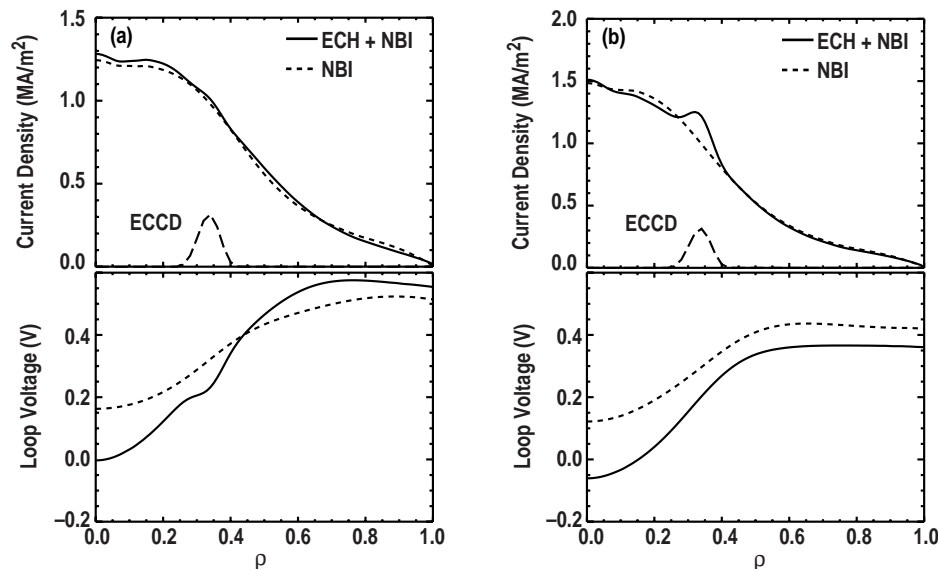 (a)
ECH + NBI
NBI
Current Density (MA/m²)
1.5
1.0
0.5
0.0
ECCD
Loop Voltage (V)
0.4
0.2
0.0
−0.2
0.0 0.2 0.4 0.6 0.8 1.0
ρ
(b)
ECH + NBI
NBI
Current Density (MA/m²)
2.0
1.5
1.0
0.5
0.0
ECCD
Loop Voltage (V)
0.4
0.2
0.0
−0.2
0.0 0.2 0.4 0.6 0.8 1.0
ρ